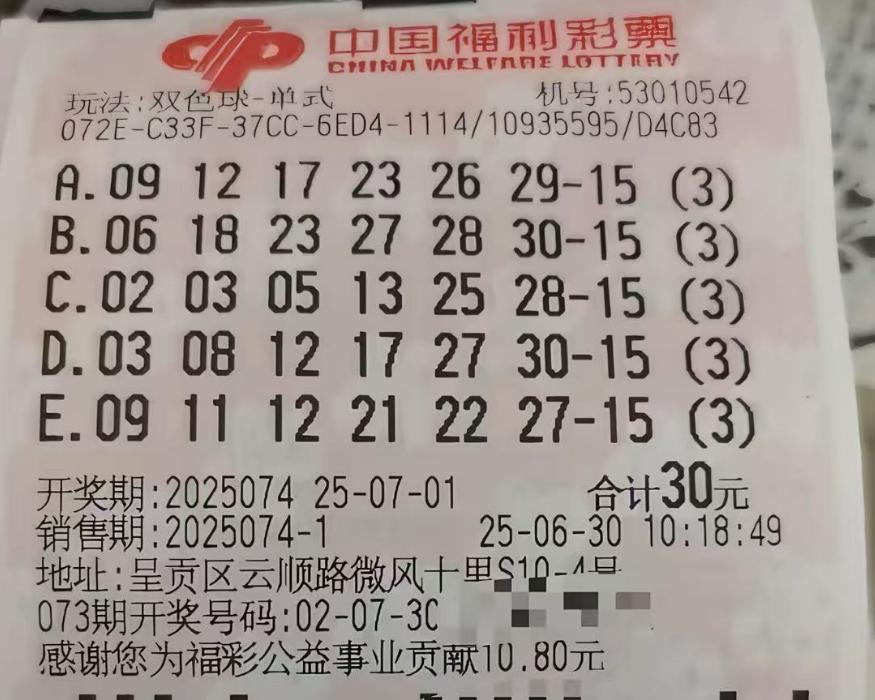 中国福利彩票
CHINA WELFARE LOTTERY
玩法:双色球-单式 机号:53010542
072E-C33F-37CC-6ED4-1114/10935595/D4C83
A.09 12 17 23 26 29-15 (3)
B.06 18 23 27 28 30-15 (3)
C.02 03 05 13 25 28-15 (3)
D.03 08 12 17 27 30-15 (3)
E.09 11 12 21 22 27-15 (3)
开奖期:2025074 25-07-01 合计30元
销售期:2025074-1 25-06-30 10:18:49
地址:呈贡区云顺路微风十里S10-4号
073期开奖号码:02-07-30
感谢您为福彩公益事业贡献10.80元